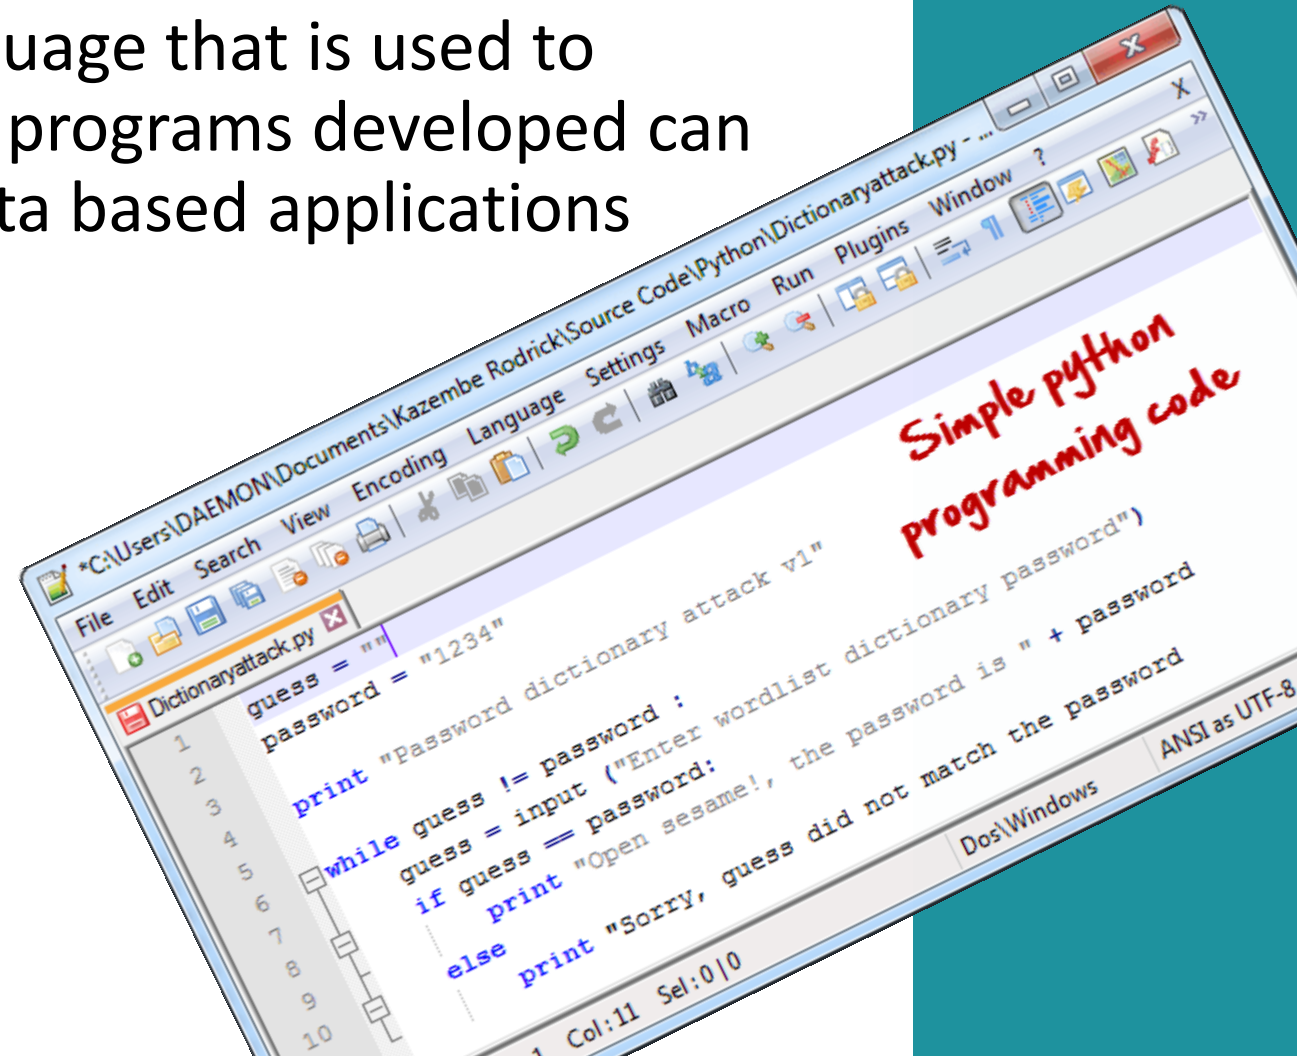 uage that is used to
programs developed can
ta based applications
*C:\Users\DAEMON\Documents\Kazembe Rodrick\Source Code\Python\Dictionaryattack.py - ...
File Edit Search View Encoding Language Settings Macro Run Plugins Window ? X
Dictionaryattack.py
Simple python
programming code
1 guess = ""
2 password = "1234"
3
4 print "Password dictionary attack v1"
5
6 while guess != password :
7 guess = input ("Enter wordlist dictionary password")
8 if guess == password:
9 print "Open sesame!, the password is " + password
10 else
print "Sorry, guess did not match the password
1 Col : 11 Sel : 0 | 0 Dos\Windows ANSI as UTF-8